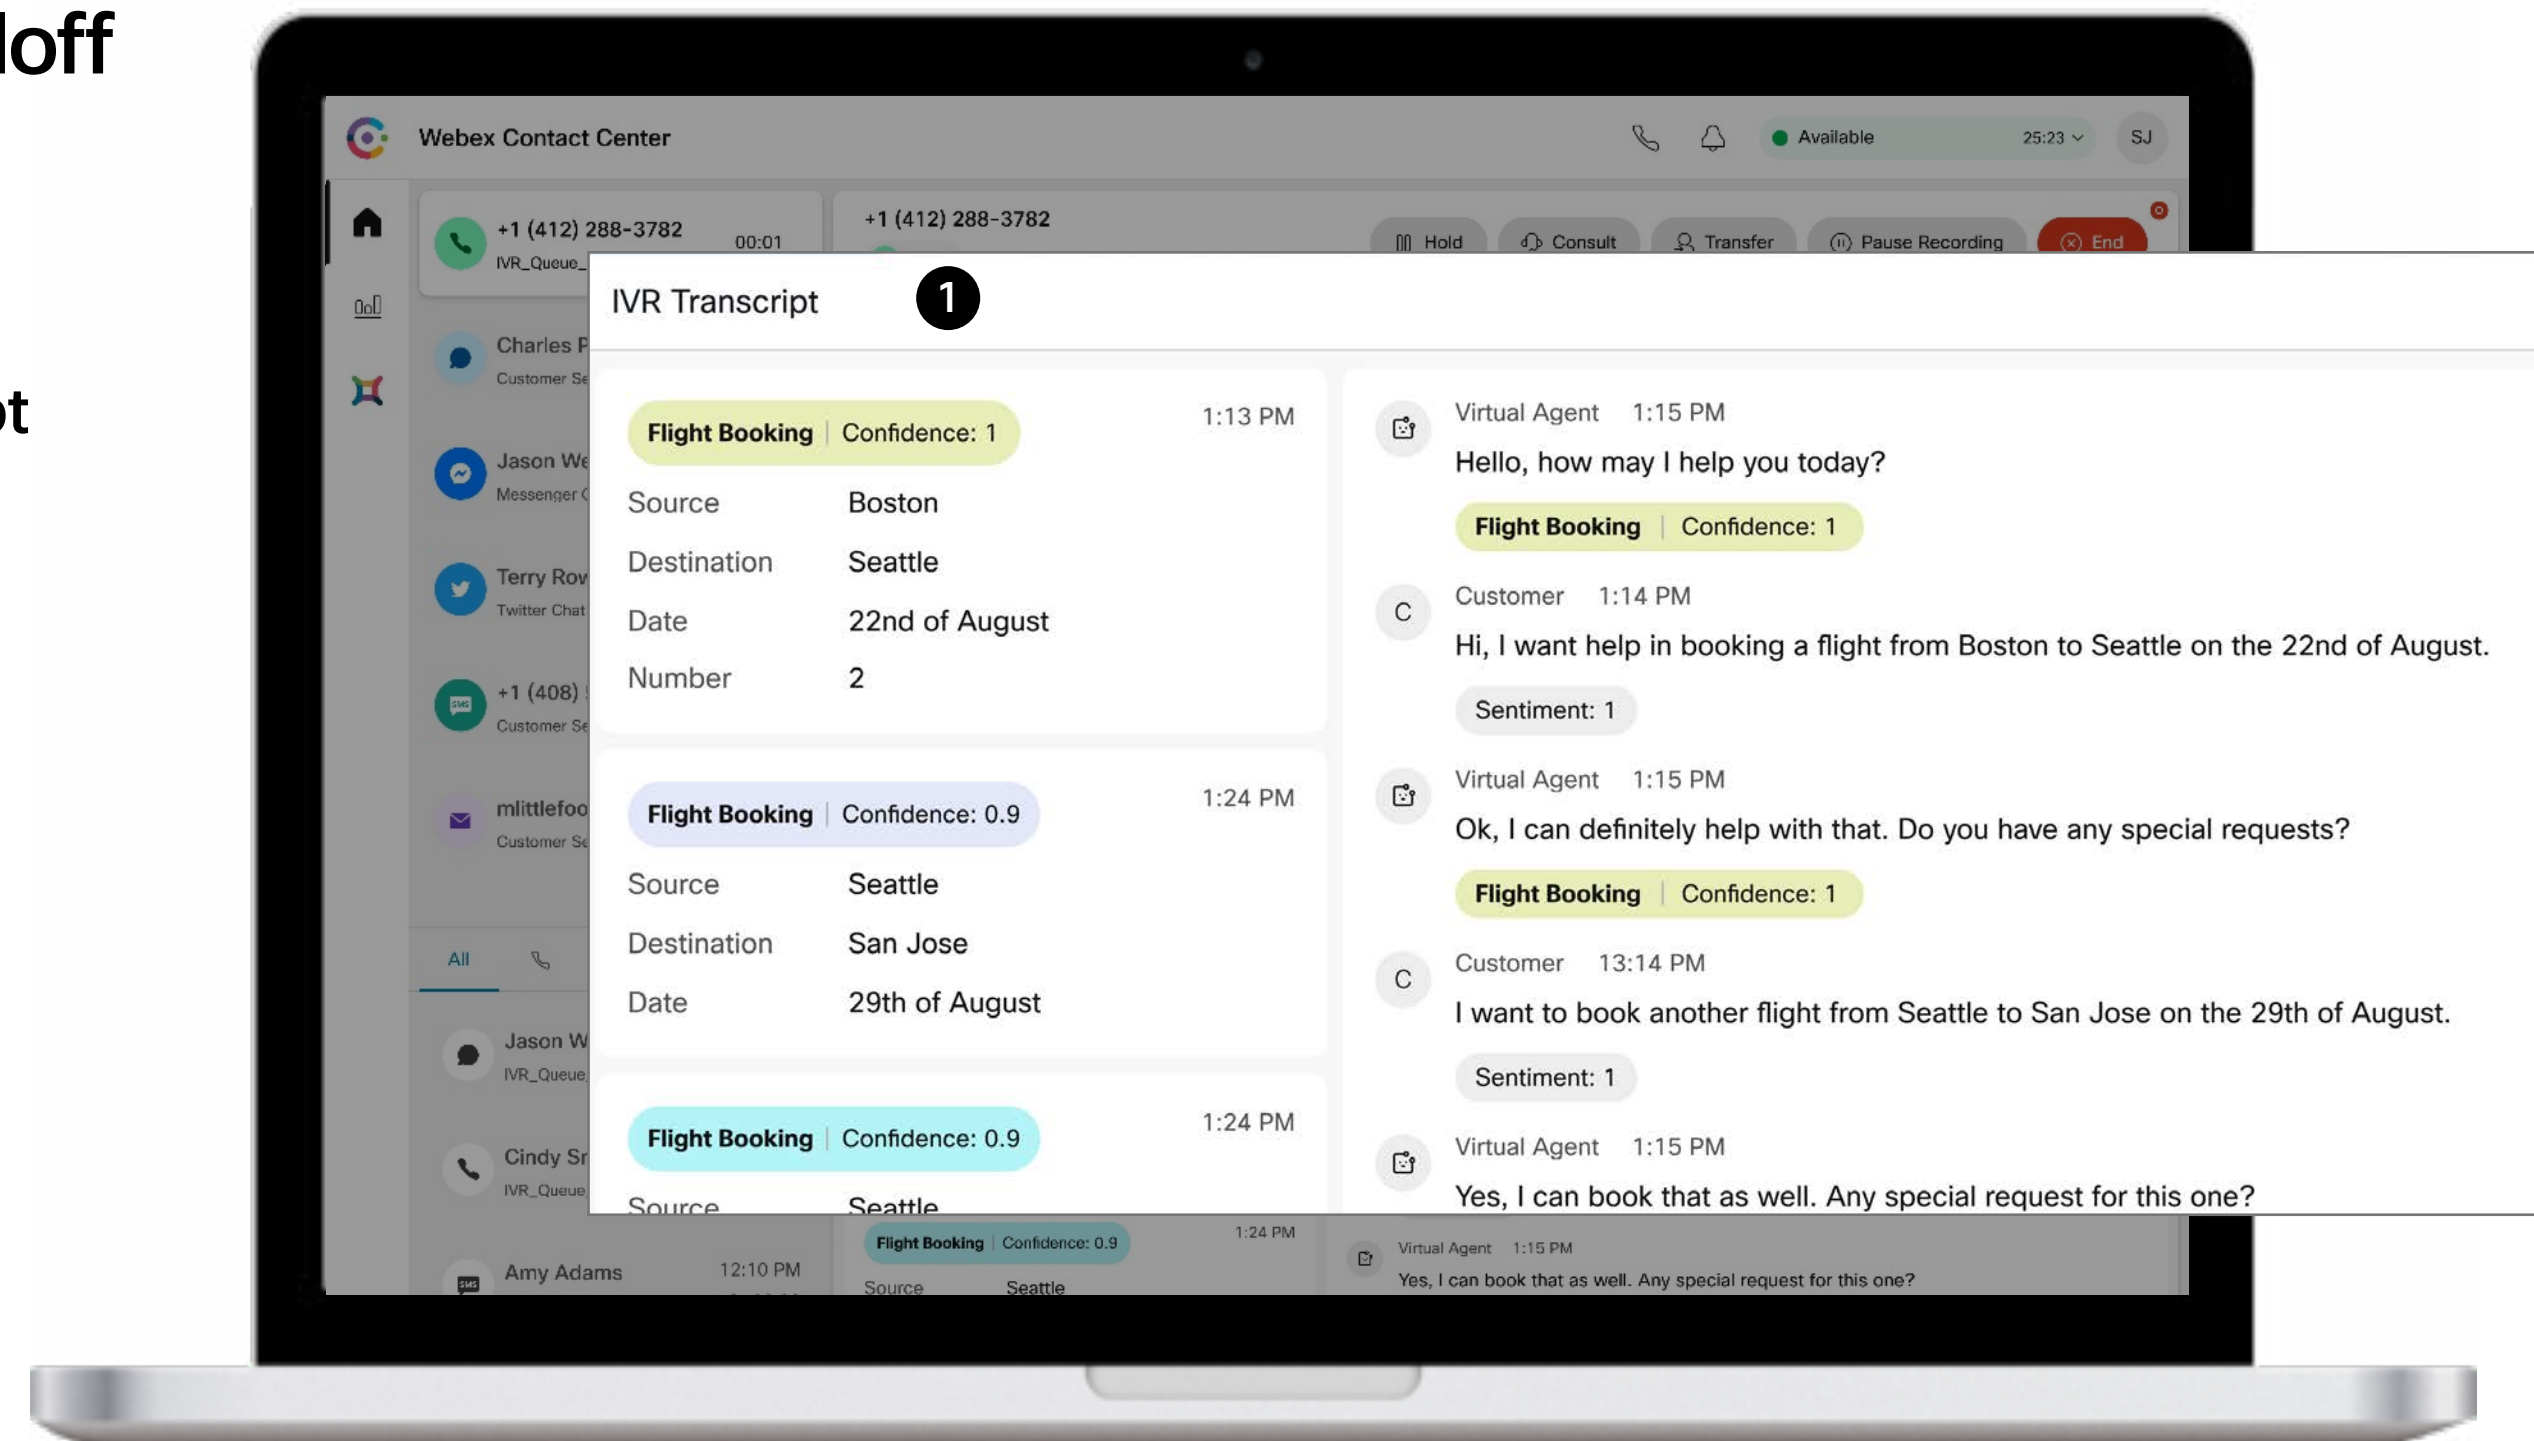 Webex Contact Center
Available
25:23
SJ
+1 (412) 288-3782
00:01
IVR_Queue_
+1 (412) 288-3782
Hold
Consult
Transfer
Pause Recording
End
Charles
Customer
Jason
Messenger
Terry
Twitter Chat
SMS
+1 (408)
Customer
Customer
All
Jason
IVR_Queue
Cindy
IVR_Queue
SMS
Amy Adams
12:10 PM
IVR Transcript
1
Flight Booking | Confidence: 1
1:13 PM
Source Boston
Destination Seattle
Date 22nd of August
Number 2
Flight Booking | Confidence: 0.9
1:24 PM
Source Seattle
Destination San Jose
Date 29th of August
Flight Booking | Confidence: 0.9
1:24 PM
Source Seattle
Virtual Agent 1:15 PM
Hello, how may I help you today?
Flight Booking | Confidence: 1
C
Customer 1:14 PM
Hi, I want help in booking a flight from Boston to Seattle on the 22nd of August.
Sentiment: 1
Virtual Agent 1:15 PM
Ok, I can definitely help with that. Do you have any special requests?
Flight Booking | Confidence: 1
C
Customer 13:14 PM
I want to book another flight from Seattle to San Jose on the 29th of August.
Sentiment: 1
Virtual Agent 1:15 PM
Yes, I can book that as well. Any special request for this one?
Flight Booking | Confidence: 0.9
1:24 PM
Source Seattle
Virtual Agent 1:15 PM
Yes, I can book that as well. Any special request for this one?